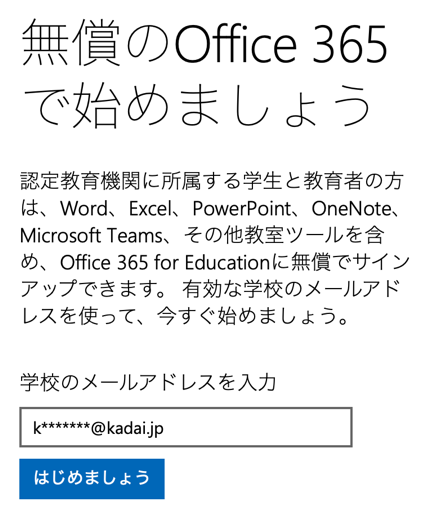 無償のOffice 365
で始めましょう
認定教育機関に所属する学生と教育者の方
は、Word、Excel、PowerPoint、OneNote、
Microsoft Teams、その他教室ツールを含
め、Office 365 for Educationに無償でサイン
アップできます。 有効な学校のメールアド
レスを使って、今すぐ始めましょう。
学校のメールアドレスを入力
k*******@kadai.jp
はじめましょう